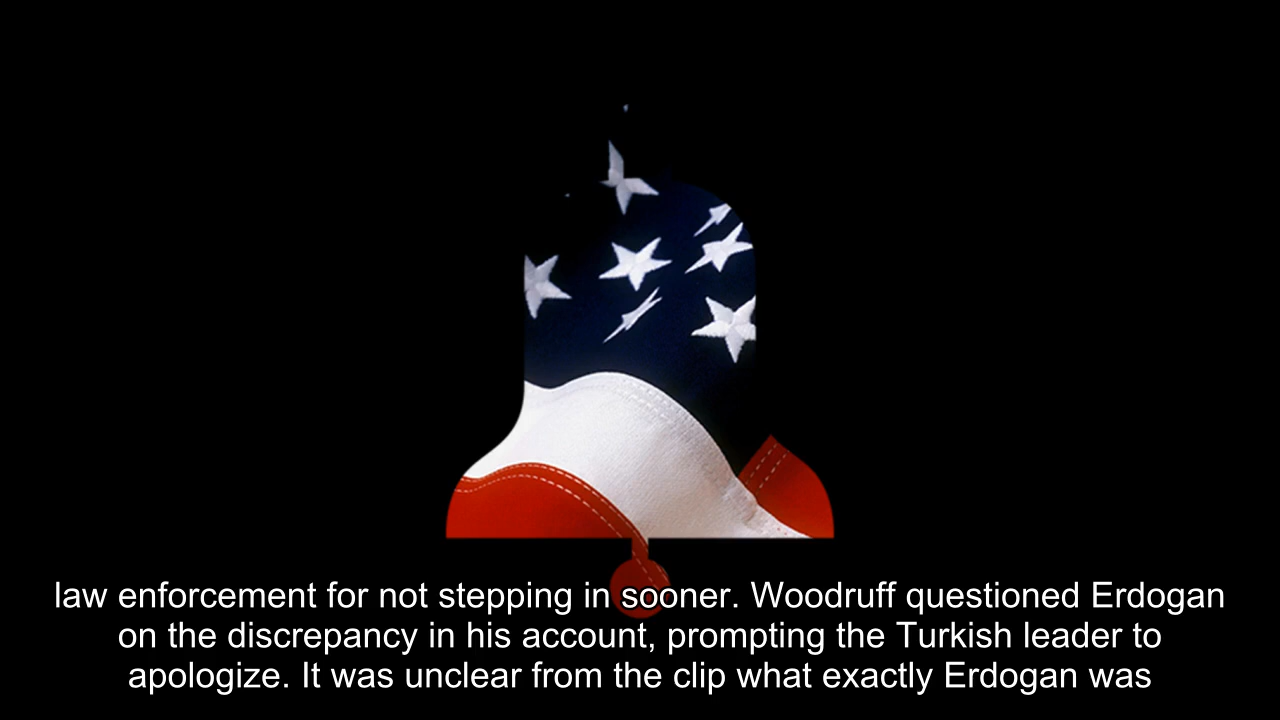 law enforcement for not stepping in sooner. Woodruff questioned Erdogan
on the discrepancy in his account, prompting the Turkish leader to
apologize. It was unclear from the clip what exactly Erdogan was